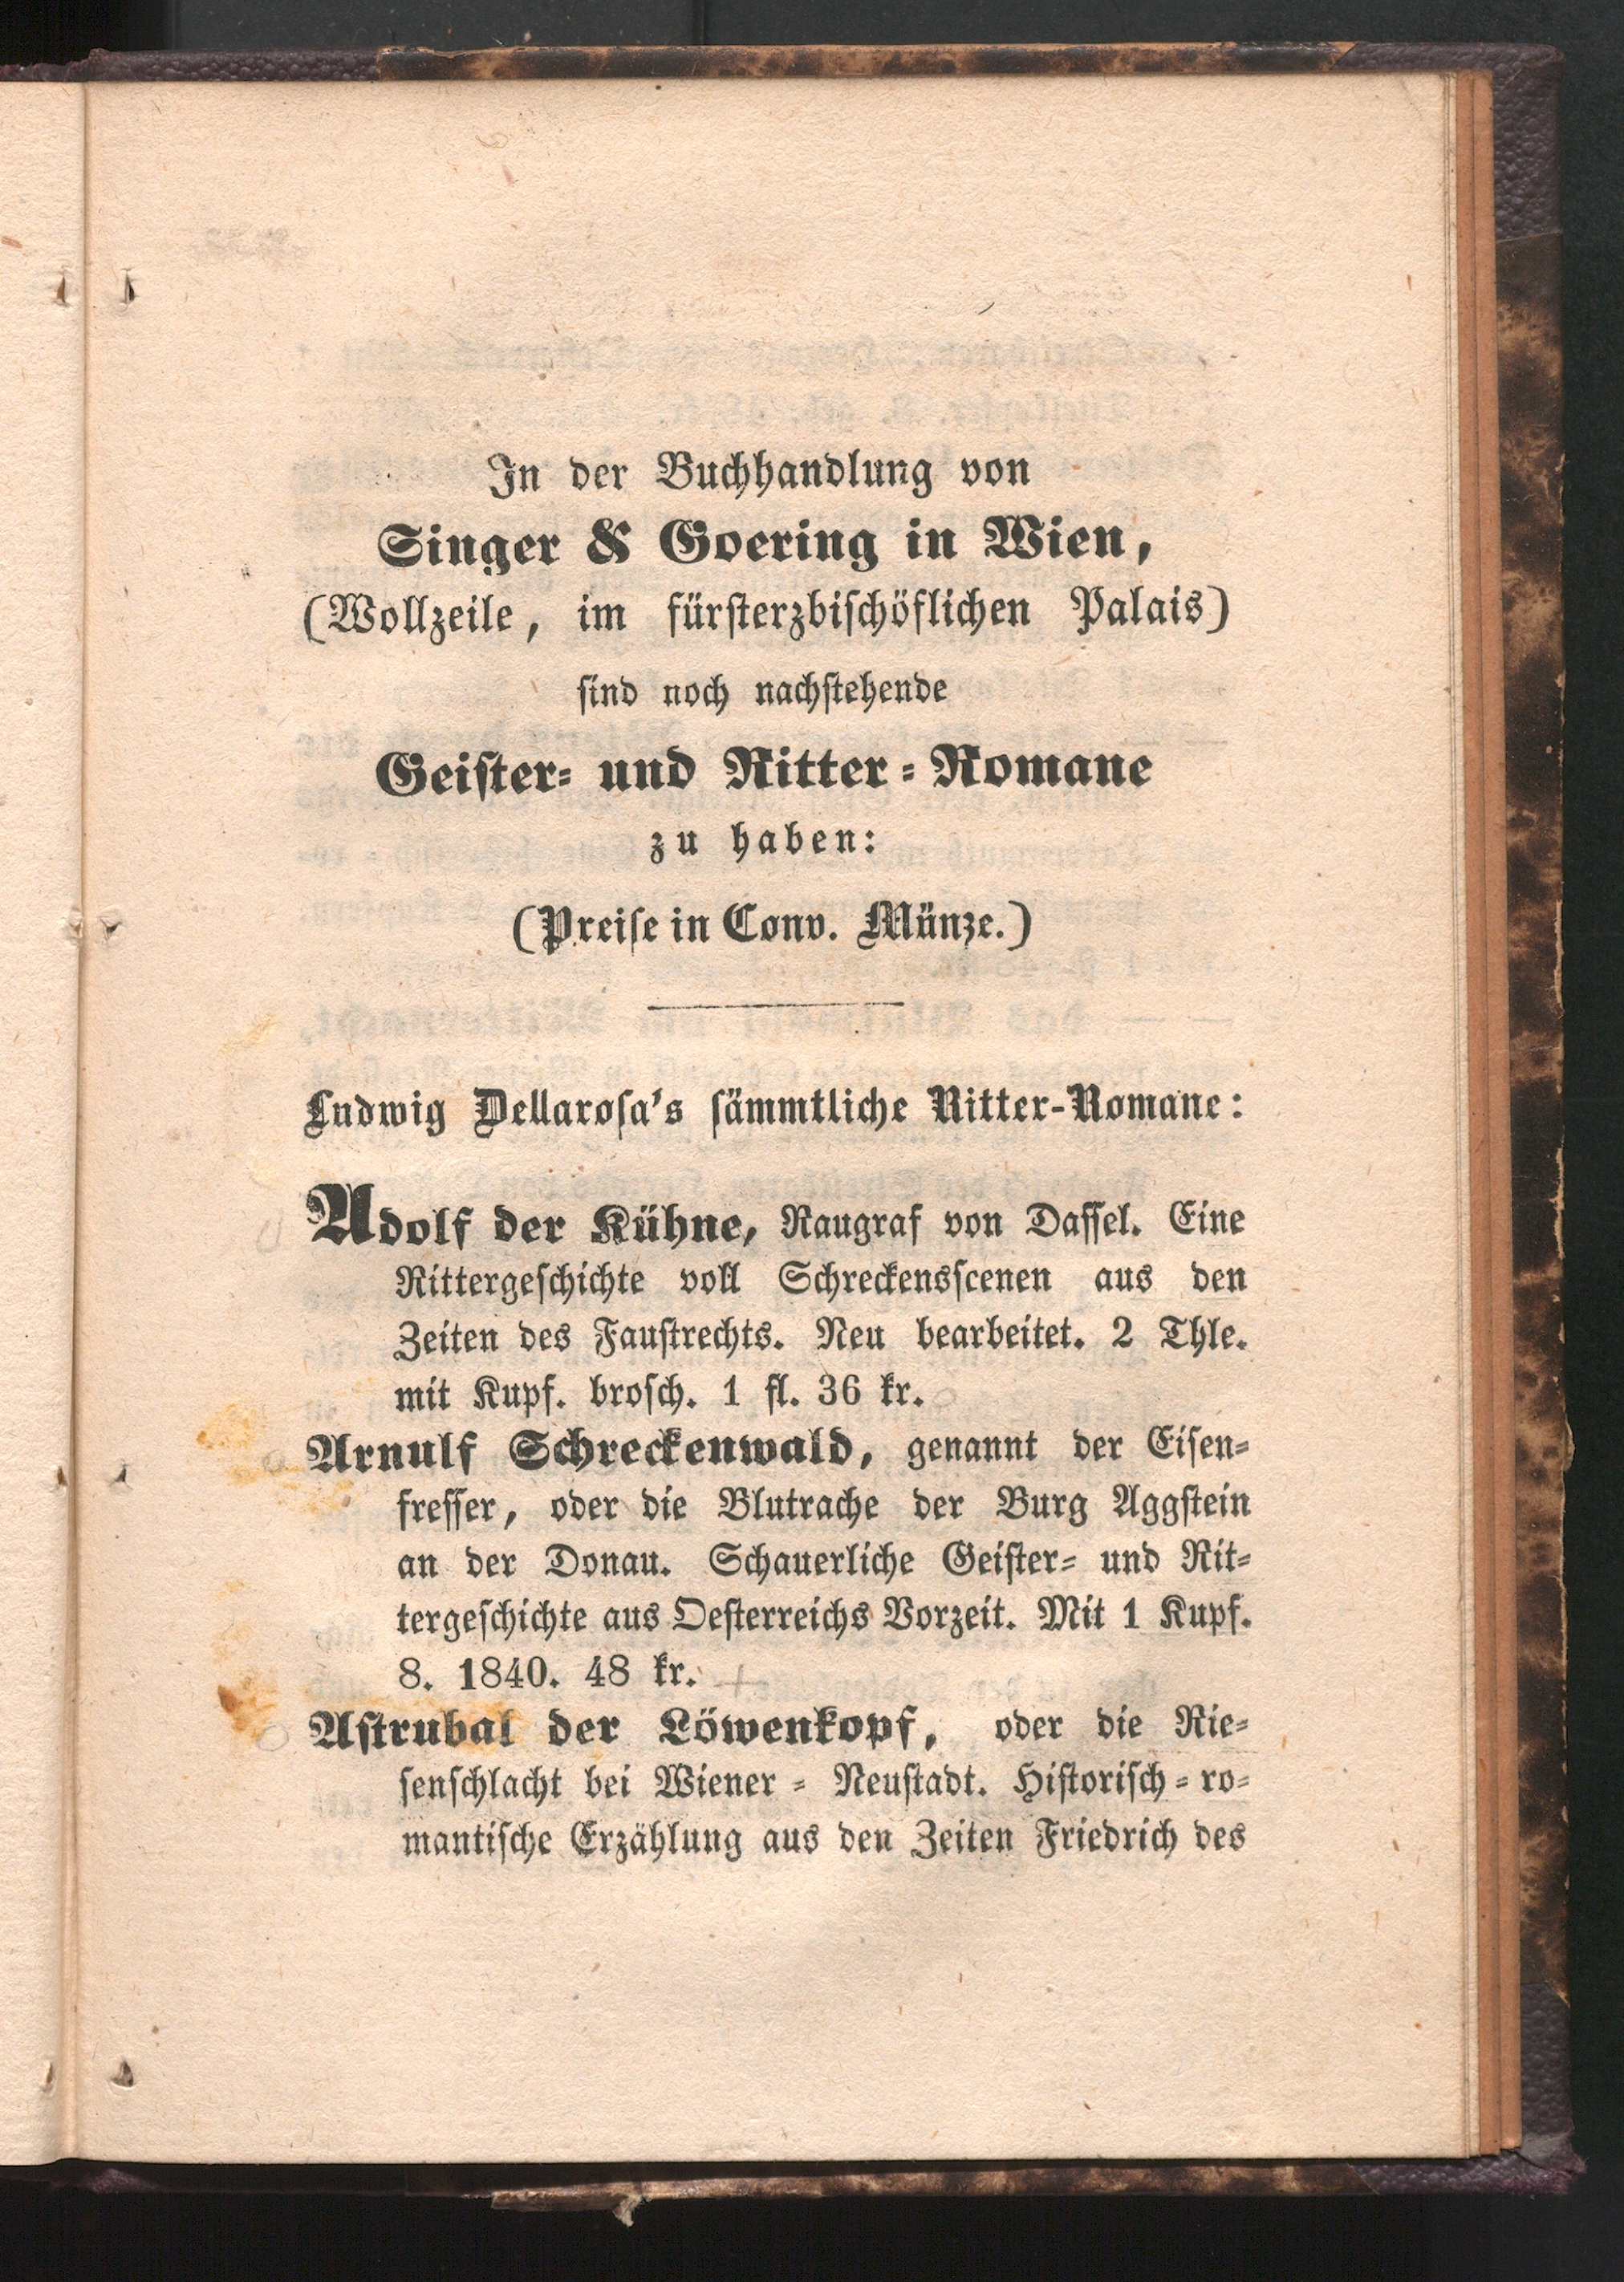 In der Buchhandlung von
Singer & Goering in Wien,
(Wollzeile, im fürsterzbischöflichen Palais)
sind noch nachstehende
Geister- und Ritter-Romane
zu haben:
(Preise in Conv. Münze.)
Ludwig Dellarosa's sämmtliche Ritter-Romane:
Adolf der Kühne, Raugraf von Dassel. Eine
Rittergeschichte voll Schreckensscenen aus den
Zeiten des Faustrechts. Neu bearbeitet. 2 Thle.
mit Kupf. brosch. 1 fl. 36 kr.
Arnulf Schreckenwald, genannt der Eisen-
fresser, oder die Blutrache der Burg Aggstein
an der Donau. Schauerliche Geister- und Rit-
tergeschichte aus Oesterreichs Vorzeit. Mit 1 Kupf.
8. 1840. 48 kr.
Astrubal der Löwenkopf, oder die Rie-
senschlacht bei Wiener-Neustadt. Historisch-ro-
mantische Erzählung aus den Zeiten Friedrich des